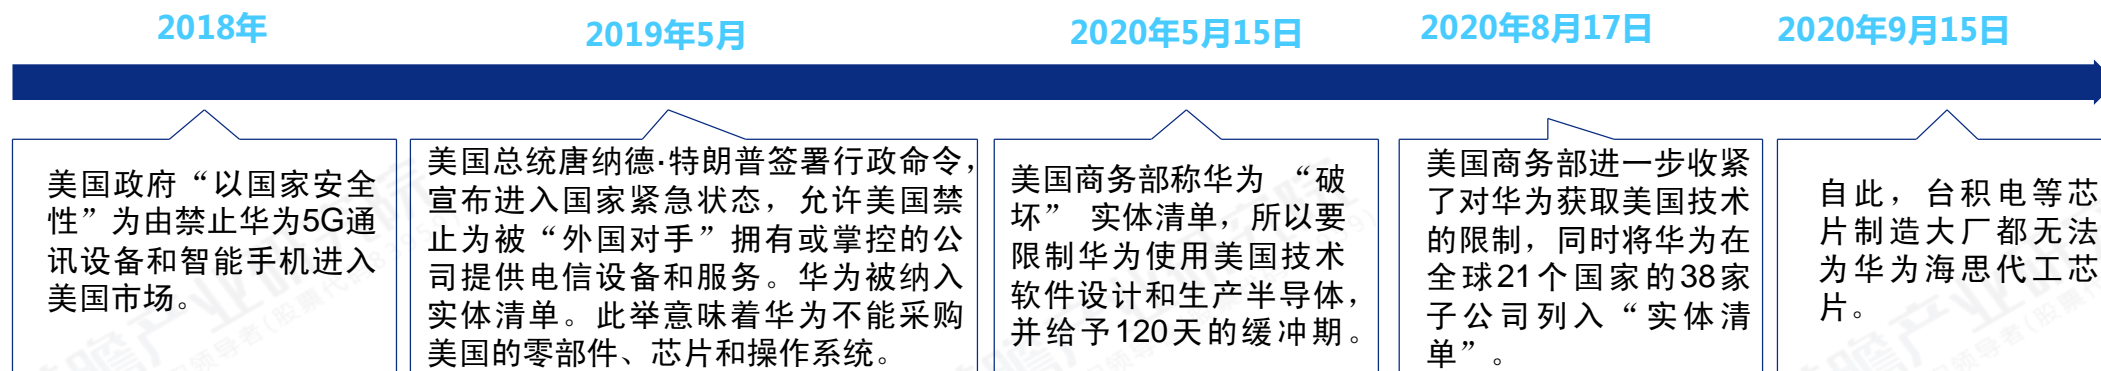 2018年
2019年5月
2020年5月15日
2020年8月17日
2020年9月15日
美国政府“以国家安全
性”为由禁止华为5G通
讯设备和智能手机进入
美国市场。
美国总统唐纳德·特朗普签署行政命令，
宣布进入国家紧急状态，允许美国禁
止为被“外国对手”拥有或掌控的公
司提供电信设备和服务。华为被纳入
实体清单。此举意味着华为不能采购
美国的零部件、芯片和操作系统。
美国商务部称华为 “破
坏” 实体清单，所以要
限制华为使用美国技术
软件设计和生产半导体，
并给予120天的缓冲期。
美国商务部进一步收紧
了对华为获取美国技术
的限制，同时将华为在
全球21个国家的38家
子公司列入“实体清
单”。
自此，台积电等芯
片制造大厂都无法
为华为海思代工芯
片。